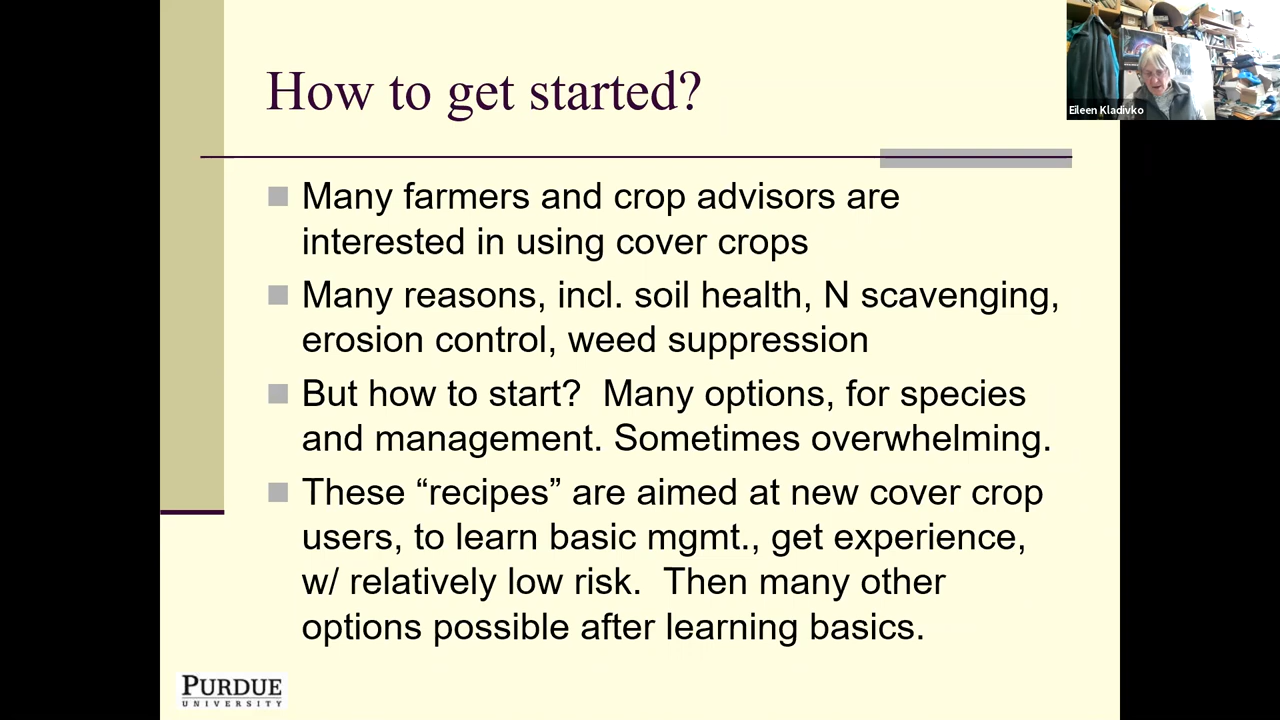 How to get started?
Eileen Kladivko
Many farmers and crop advisors are
interested in using cover crops
Many reasons, incl. soil health, N scavenging,
erosion control, weed suppression
But how to start?  Many options, for species
and management. Sometimes overwhelming.
These “recipes” are aimed at new cover crop
users, to learn basic mgmt., get experience,
w/ relatively low risk.  Then many other
options possible after learning basics.
PURDUE
UNIVERSITY